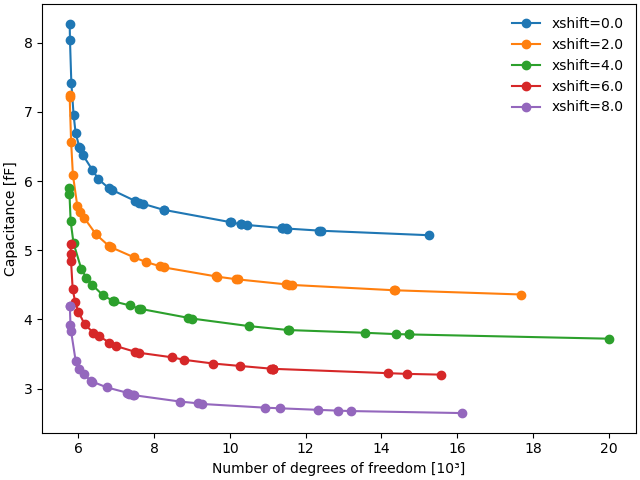 xshift=0.0
xshift=2.0
xshift=4.0
xshift=6.0
xshift=8.0
8
7
6
5
4
3
Capacitance [fF]
6 8 10 12 14 16 18 20
Number of degrees of freedom [10³]